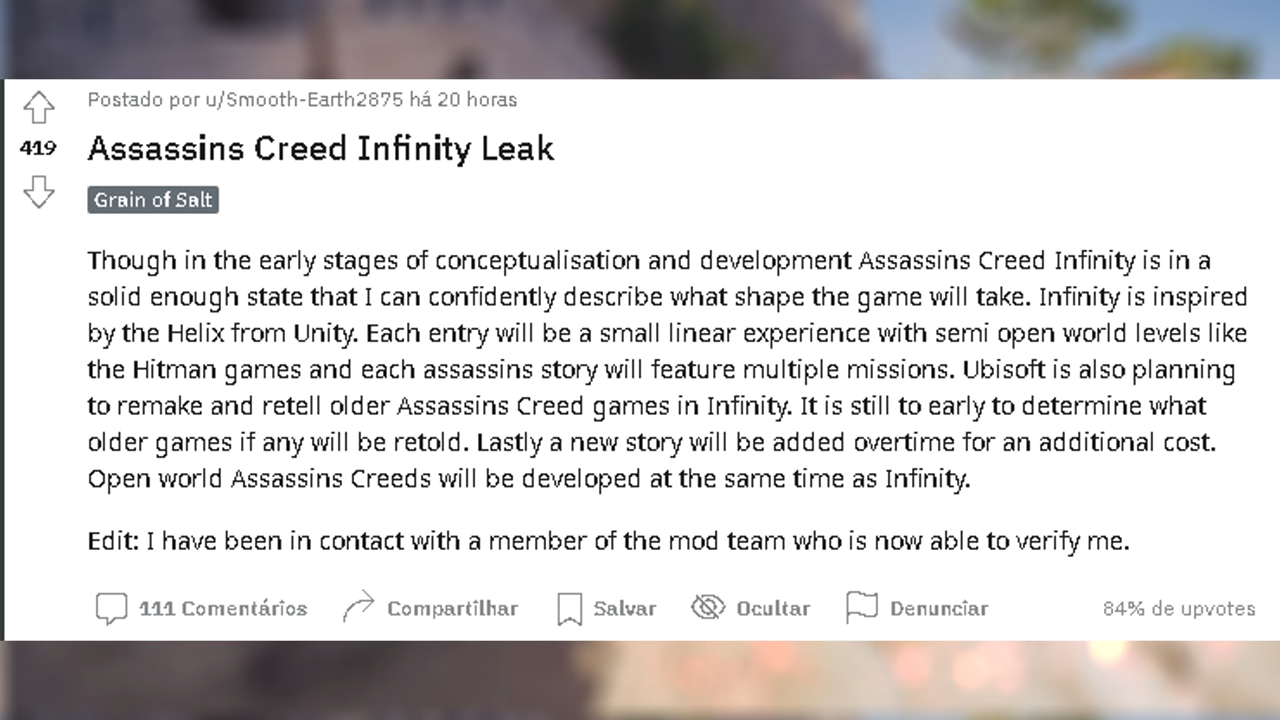 Postado por u/Smooth-Earth2875 há 20 horas
419
Assassins Creed Infinity Leak
Grain of Salt
Though in the early stages of conceptualisation and development Assassins Creed Infinity is in a
solid enough state that I can confidently describe what shape the game will take. Infinity is inspired
by the Helix from Unity. Each entry will be a small linear experience with semi open world levels like
the Hitman games and each assassins story will feature multiple missions. Ubisoft is also planning
to remake and retell older Assassins Creed games in Infinity. It is still to early to determine what
older games if any will be retold. Lastly a new story will be added overtime for an additional cost.
Open world Assassins Creeds will be developed at the same time as Infinity.
Edit: I have been in contact with a member of the mod team who is now able to verify me.
111 Comentários Compartilhar Salvar Ocultar Denunciar 84% de upvotes